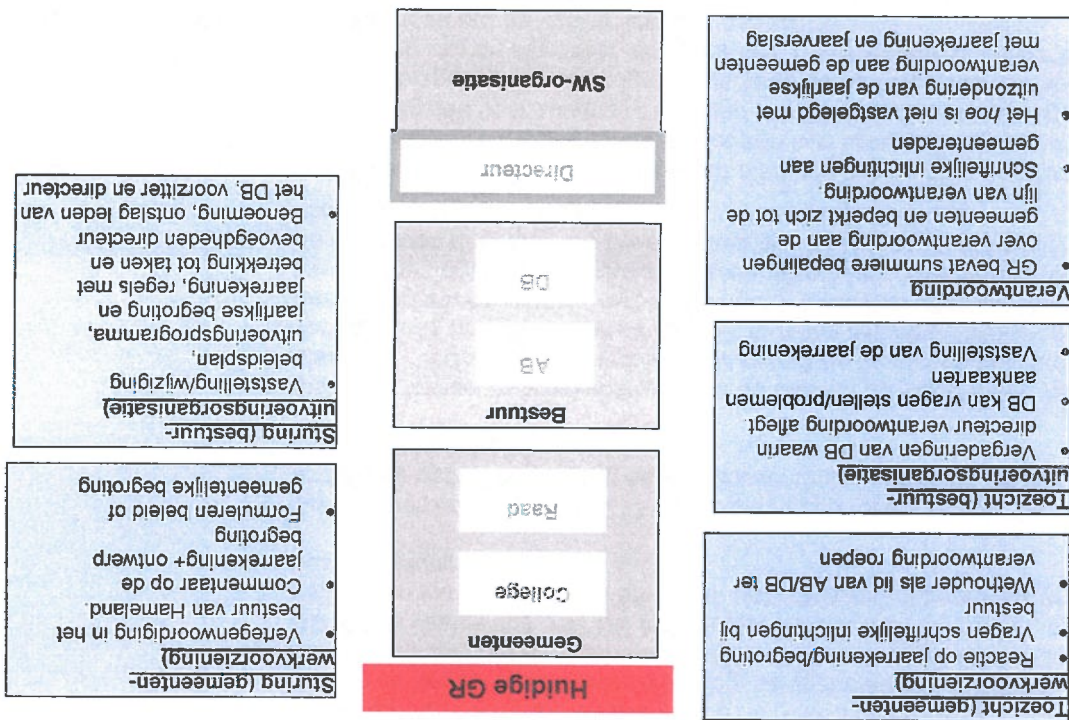 Huidige GR
Toezicht (gemeenten-
werkvoorziening)
• Reactie op jaarrekening/begroting
• Vragen schriftelijke inlichtingen bij
bestuur
• Wethouder als lid van AB/DB ter
verantwoording roepen
Toezicht (bestuur-
uitvoeringsorganisatie)
• Vergaderingen van DB waarin
directeur verantwoording aflegt.
• DB kan vragen stellen/problemen
aankaarten
• Vaststelling van de jaarrekening
Verantwoording
• GR bevat summiere bepalingen
over verantwoording aan de
gemeenten en beperkt zich tot de
lijn van verantwoording.
• Schriftelijke inlichtingen aan
gemeenteraden
• Het hoe is niet vastgelegd met
uitzondering van de jaarlijkse
verantwoording aan de gemeenten
met jaarrekening en jaarverslag
Gemeenten
College
Raad
Bestuur
AB
DB
Directeur
SW-organisatie
Sturing (gemeenten-
werkvoorziening)
• Vertegenwoordiging in het
bestuur van Hameland.
• Commentaar op de
jaarrekening+ ontwerp
begroting
• Formuleren beleid of
gemeentelijke begroting
Sturing (bestuur-
uitvoeringsorganisatie)
• Vaststelling/wijziging
beleidsplan,
uitvoeringsprogramma,
jaarlijkse begroting en
jaarrekening, regels met
betrekking tot taken en
bevoegdheden directeur
• Benoeming, ontslag leden van
het DB, voorzitter en directeur